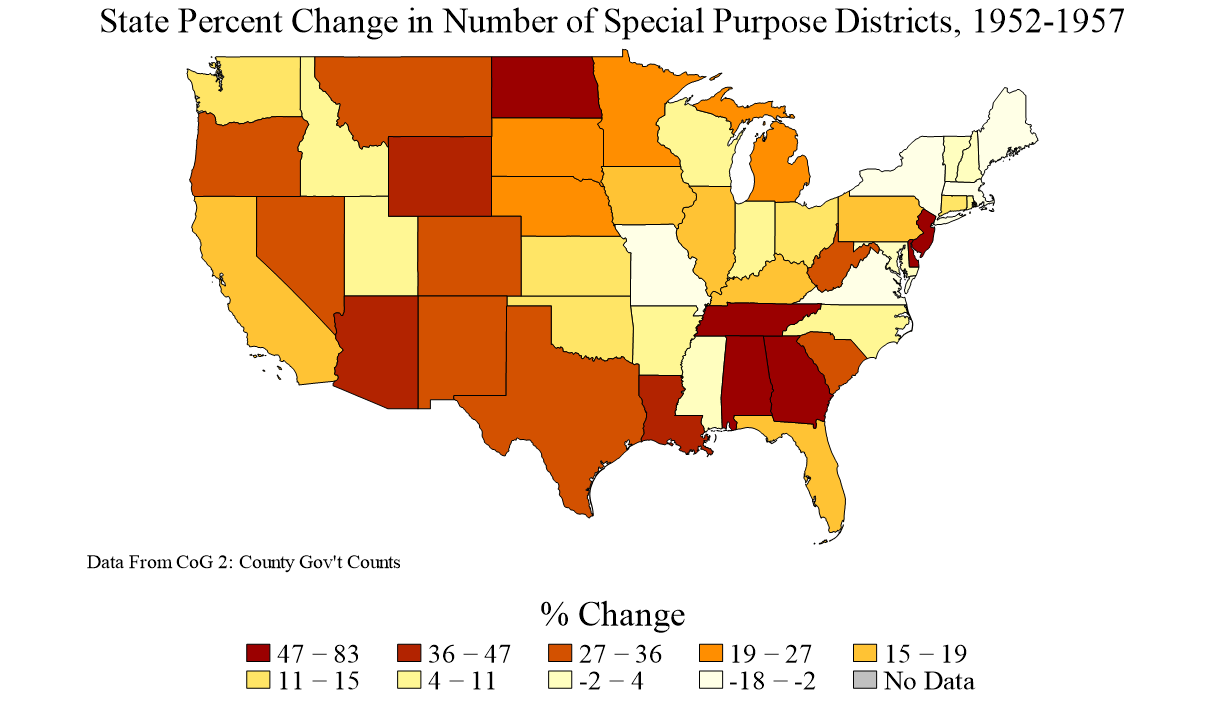 State Percent Change in Number of Special Purpose Districts, 1952-1957
Data From CoG 2: County Gov't Counts
% Change
47 − 83 36 − 47 27 − 36 19 − 27 15 − 19
11 − 15 4 − 11 -2 − 4 -18 − -2 No Data